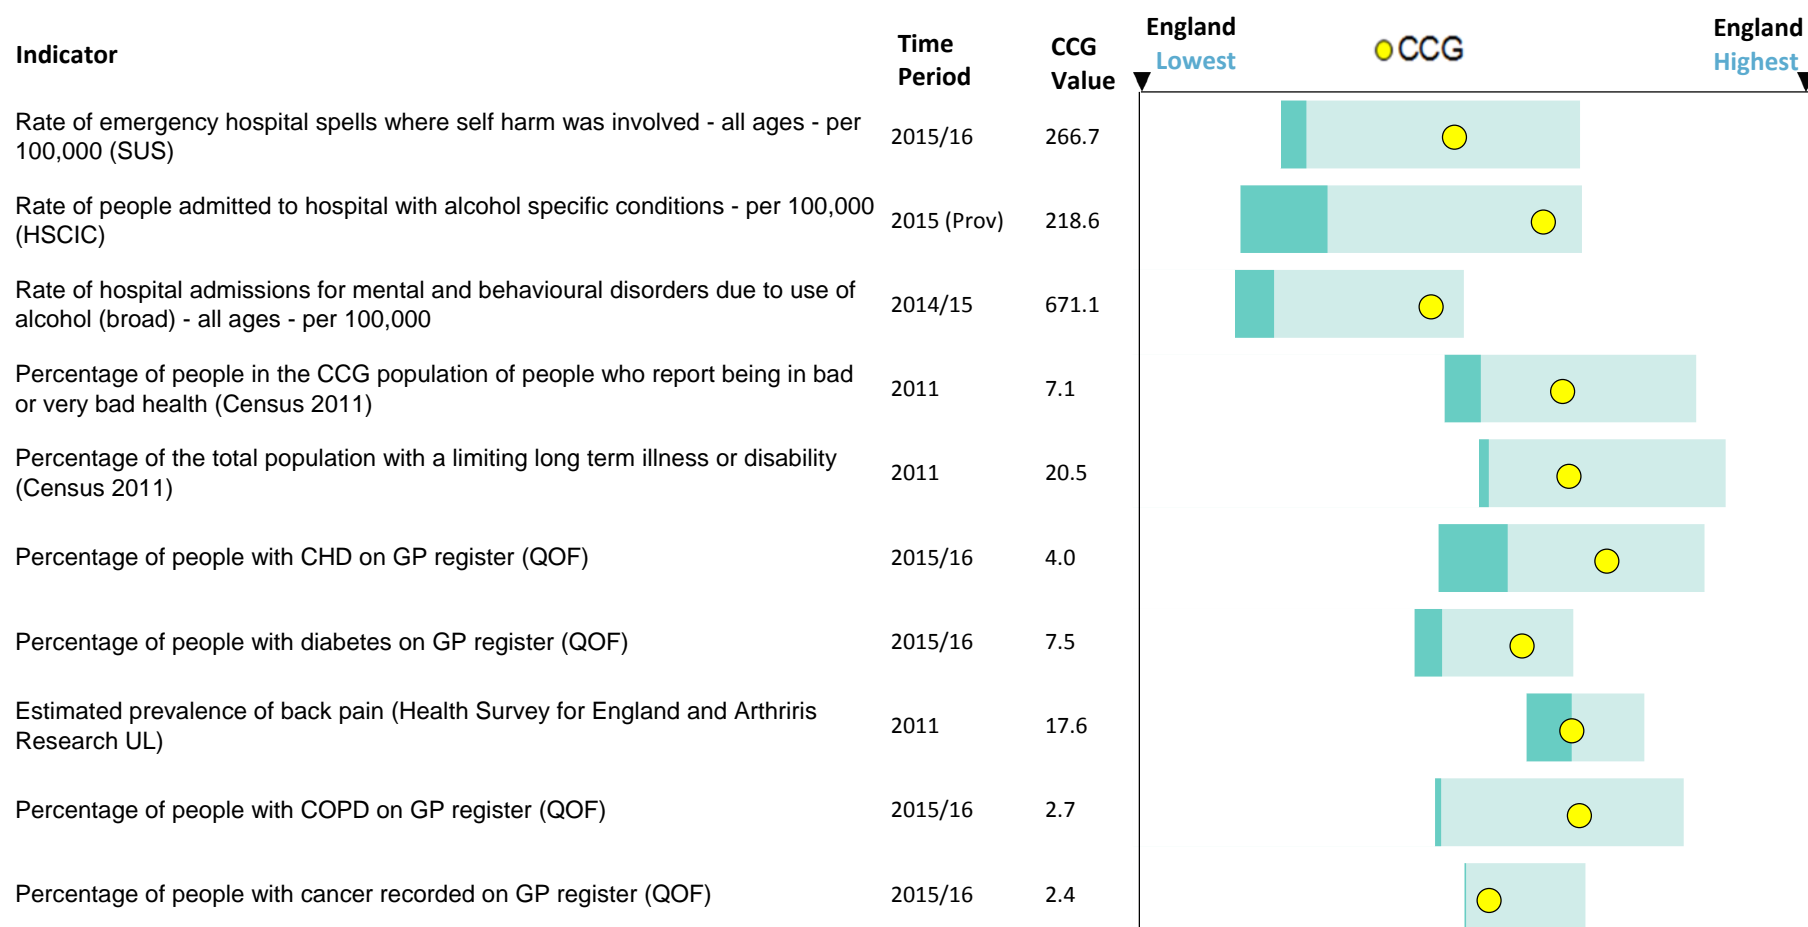 Indicator
Time
Period
CCG
Value
England
Lowest
CCG
England
Highest
Rate of emergency hospital spells where self harm was involved - all ages - per
100,000 (SUS)
2015/16
266.7
Rate of people admitted to hospital with alcohol specific conditions - per 100,000
(HSCIC)
2015 (Prov)
218.6
Rate of hospital admissions for mental and behavioural disorders due to use of
alcohol (broad) - all ages - per 100,000
2014/15
671.1
Percentage of people in the CCG population of people who report being in bad
or very bad health (Census 2011)
2011
7.1
Percentage of the total population with a limiting long term illness or disability
(Census 2011)
2011
20.5
Percentage of people with CHD on GP register (QOF)
2015/16
4.0
Percentage of people with diabetes on GP register (QOF)
2015/16
7.5
Estimated prevalence of back pain (Health Survey for England and Arthriris
Research UL)
2011
17.6
Percentage of people with COPD on GP register (QOF)
2015/16
2.7
Percentage of people with cancer recorded on GP register (QOF)
2015/16
2.4